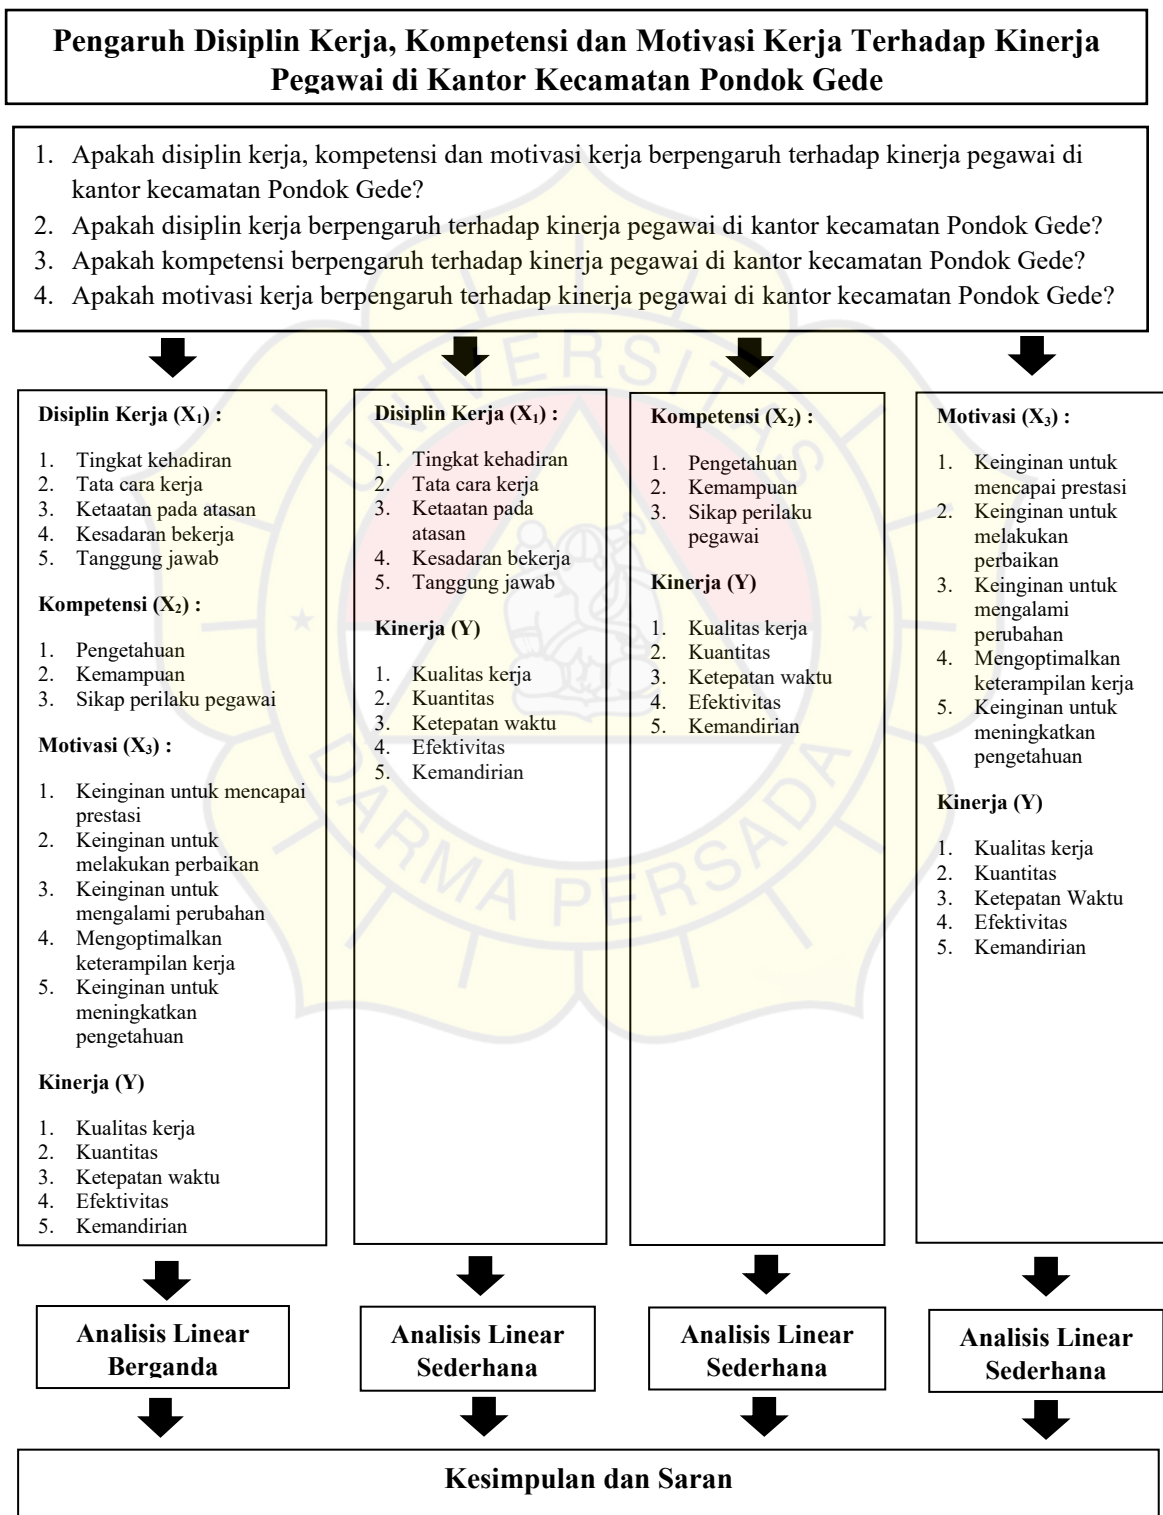 Pengaruh Disiplin Kerja, Kompetensi dan Motivasi Kerja Terhadap Kinerja
Pegawai di Kantor Kecamatan Pondok Gede
1. Apakah disiplin kerja, kompetensi dan motivasi kerja berpengaruh terhadap kinerja pegawai di
kantor kecamatan Pondok Gede?
2. Apakah disiplin kerja berpengaruh terhadap kinerja pegawai di kantor kecamatan Pondok Gede?
3. Apakah kompetensi berpengaruh terhadap kinerja pegawai di kantor kecamatan Pondok Gede?
4. Apakah motivasi kerja berpengaruh terhadap kinerja pegawai di kantor kecamatan Pondok Gede?
Disiplin Kerja (X₁) :
1. Tingkat kehadiran
2. Tata cara kerja
3. Ketaatan pada atasan
4. Kesadaran bekerja
5. Tanggung jawab
Kompetensi (X₂) :
1. Pengetahuan
2. Kemampuan
3. Sikap perilaku pegawai
Motivasi (X₃) :
1. Keinginan untuk mencapai
prestasi
2. Keinginan untuk
melakukan perbaikan
3. Keinginan untuk
mengalami perubahan
4. Mengoptimalkan
keterampilan kerja
5. Keinginan untuk
meningkatkan
pengetahuan
Kinerja (Y)
1. Kualitas kerja
2. Kuantitas
3. Ketepatan waktu
4. Efektivitas
5. Kemandirian
Disiplin Kerja (X₁) :
1. Tingkat kehadiran
2. Tata cara kerja
3. Ketaatan pada
atasan
4. Kesadaran bekerja
5. Tanggung jawab
Kinerja (Y)
1. Kualitas kerja
2. Kuantitas
3. Ketepatan waktu
4. Efektivitas
5. Kemandirian
Kompetensi (X₂) :
1. Pengetahuan
2. Kemampuan
3. Sikap perilaku
pegawai
Kinerja (Y)
1. Kualitas kerja
2. Kuantitas
3. Ketepatan waktu
4. Efektivitas
5. Kemandirian
Motivasi (X₃) :
1. Keinginan untuk
mencapai prestasi
2. Keinginan untuk
melakukan
perbaikan
3. Keinginan untuk
mengalami
perubahan
4. Mengoptimalkan
keterampilan kerja
5. Keinginan untuk
meningkatkan
pengetahuan
Kinerja (Y)
1. Kualitas kerja
2. Kuantitas
3. Ketepatan Waktu
4. Efektivitas
5. Kemandirian
Analisis Linear
Berganda
Analisis Linear
Sederhana
Analisis Linear
Sederhana
Analisis Linear
Sederhana
Kesimpulan dan Saran
UNIVERSITAS
DARMA PERSADA